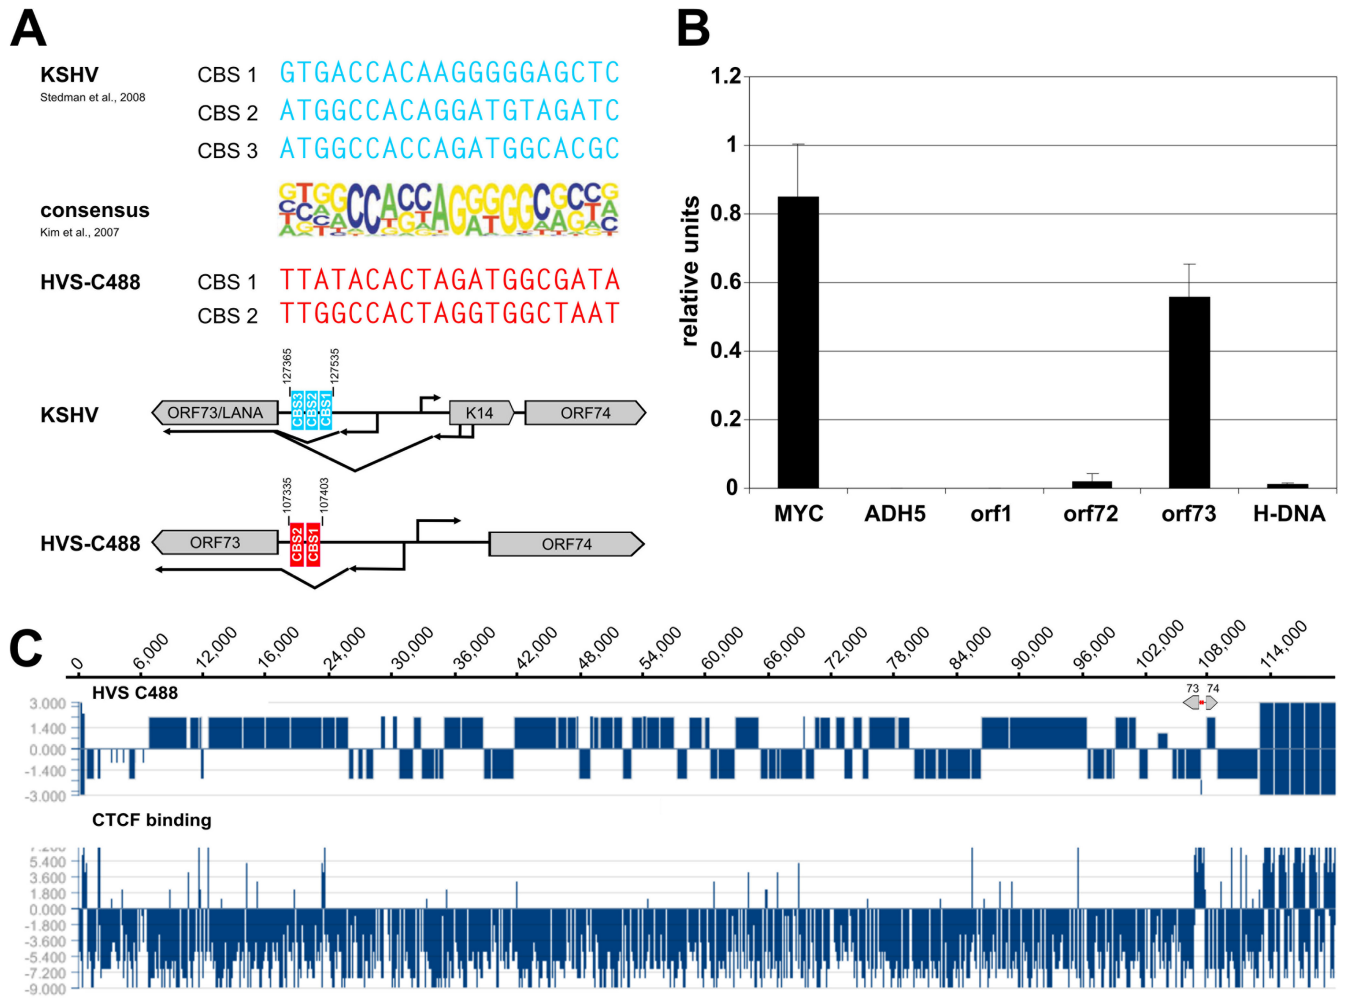 A
KSHV
Stedman et al., 2008
CBS 1 GTGACCACAAGGGGGAGCTC
CBS 2 ATGGCCACAGGATGTAGATC
CBS 3 ATGGCCACCAGATGGCACGC
consensus
Kim et al., 2007
HVS-C488
CBS 1 TTATACACTAGATGGCGATA
CBS 2 TTGGCCACTAGGTGGCTAAT
KSHV
127365
127535
ORF73/LANA
CBS3
CBS2
CBS1
K14
ORF74
HVS-C488
107335
107403
ORF73
CBS2
CBS1
ORF74
B
relative units
1.2
1
0.8
0.6
0.4
0.2
0
MYC ADH5 orf1 orf72 orf73 H-DNA
C
0 6,000 12,000 16,000 24,000 30,000 36,000 42,000 48,000 54,000 60,000 66,000 72,000 78,000 84,000 90,000 96,000 102,000 108,000 114,000
HVS C488
73 74
3.000
1.400
0.000
-1.400
-3.000
CTCF binding
5.400
3.600
1.800
0.000
-1.800
-3.600
-5.400
-7.200
-9.000